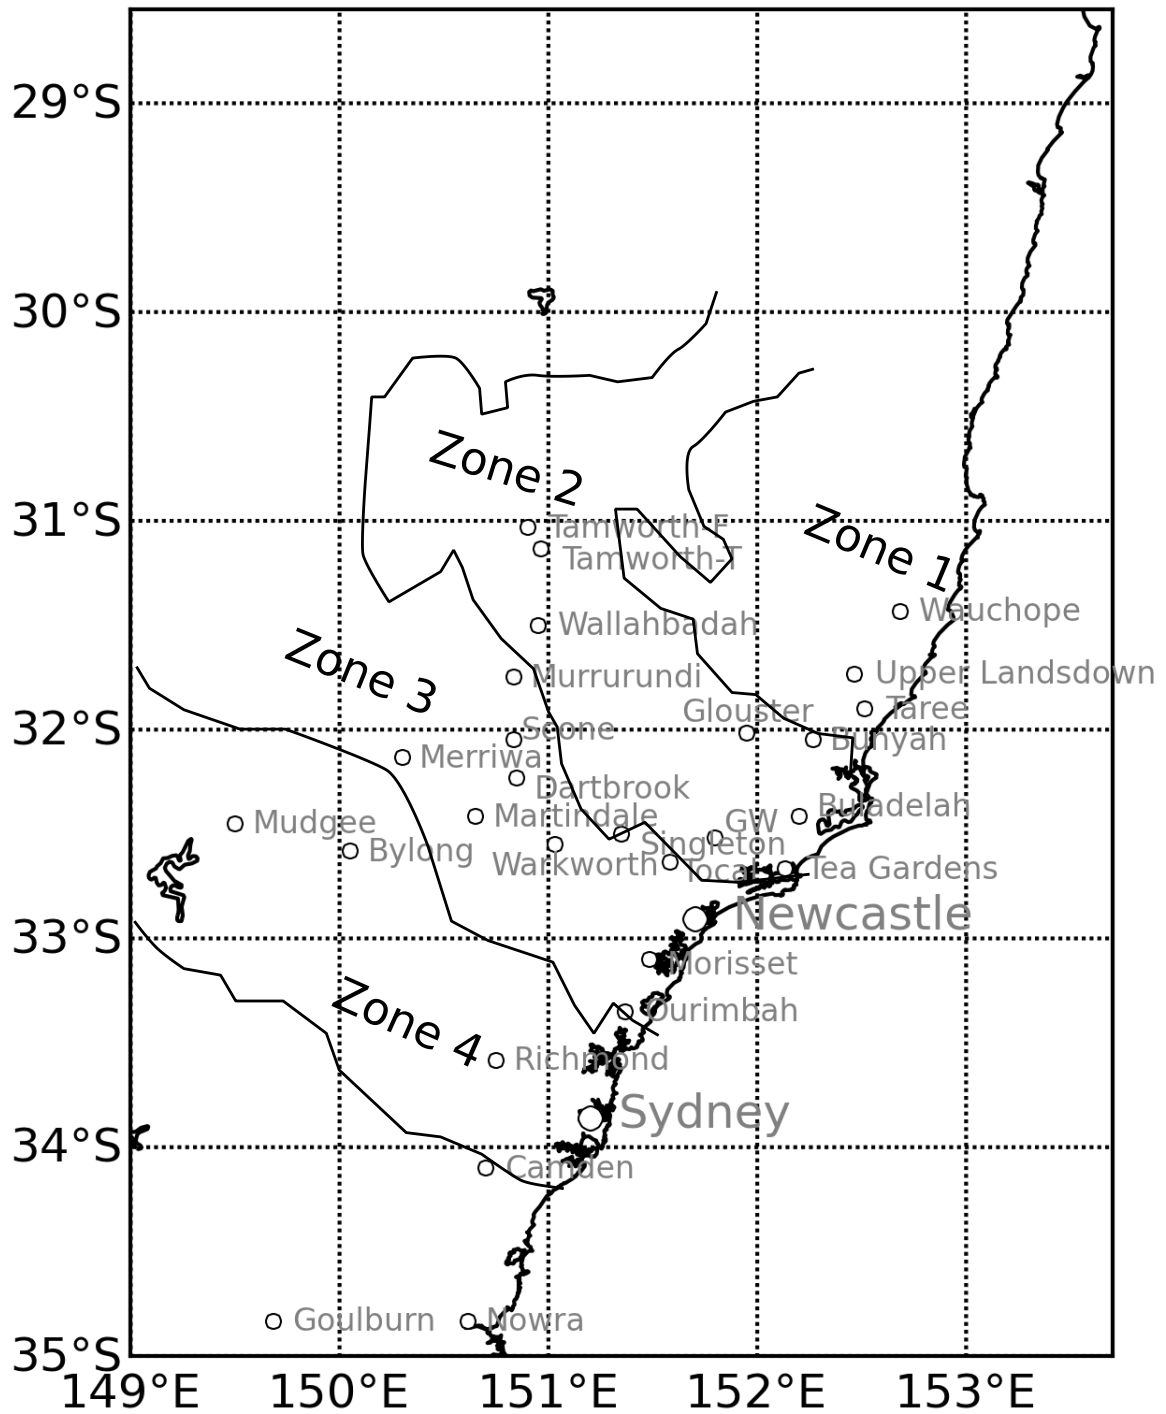 29°S
30°S
Zone 2
31°S
Tamworth-F
Zone 1
Tamworth-T
Wauchope
Wallahbadah
Zone 3
Murrurundi
Upper Landsdown
Glouster
Taree
32°S
Scone
Bunyah
Merriwa
Dartbrook
Buladelah
Martindale
Mudgee
GW
Singleton
Bylong
Warkworth
Tocal
Tea Gardens
Newcastle
33°S
Morisset
Ourimbah
Zone 4
Richmond
Sydney
34°S
Camden
Goulburn
Nowra
35°S
149°E 150°E 151°E 152°E 153°E